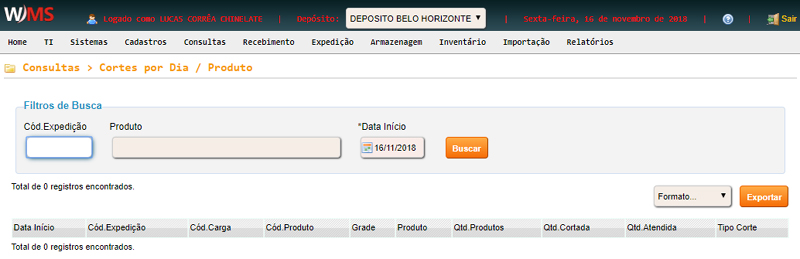 WMS Logado como LUCAS CORRÊA CHIMELATE | Depósito: DEPOSITO BELO HORIZONTE | Sexta-feira, 16 de novembro de 2018 | | Sair
Home TI Sistemas Cadastros Consultas Recebimento Expedição Armazenagem Inventário Importação Relatórios
Consultas > Cortes por Dia / Produto
Filtros de Busca
Cód.Expedição Produto *Data Início
16/11/2018 Buscar
Total de 0 registros encontrados.
Formato... Exportar
Data Início Cód.Expedição Cód.Carga Cód.Produto Grade Produto Qtd.Produtos Qtd.Cortada Qtd.Atendida Tipo Corte
Total de 0 registros encontrados.